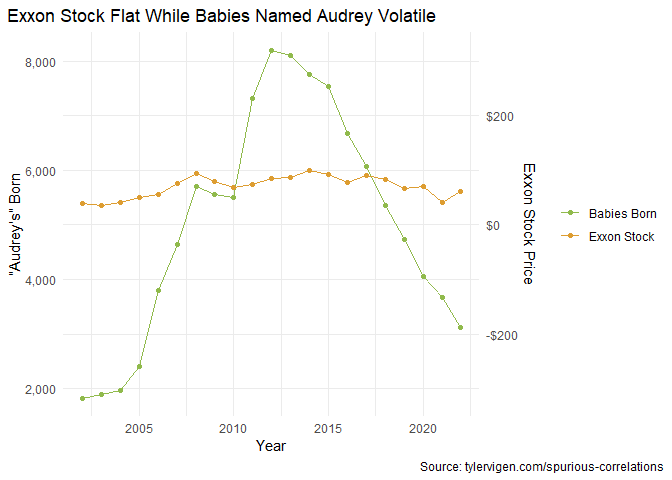 Exxon Stock Flat While Babies Named Audrey Volatile
8,000
6,000
4,000
2,000
"Audrey's" Born
$200
$0
-$200
Exxon Stock Price
Babies Born
Exxon Stock
2005
2010
2015
2020
Year
Source: tylervigen.com/spurious-correlations